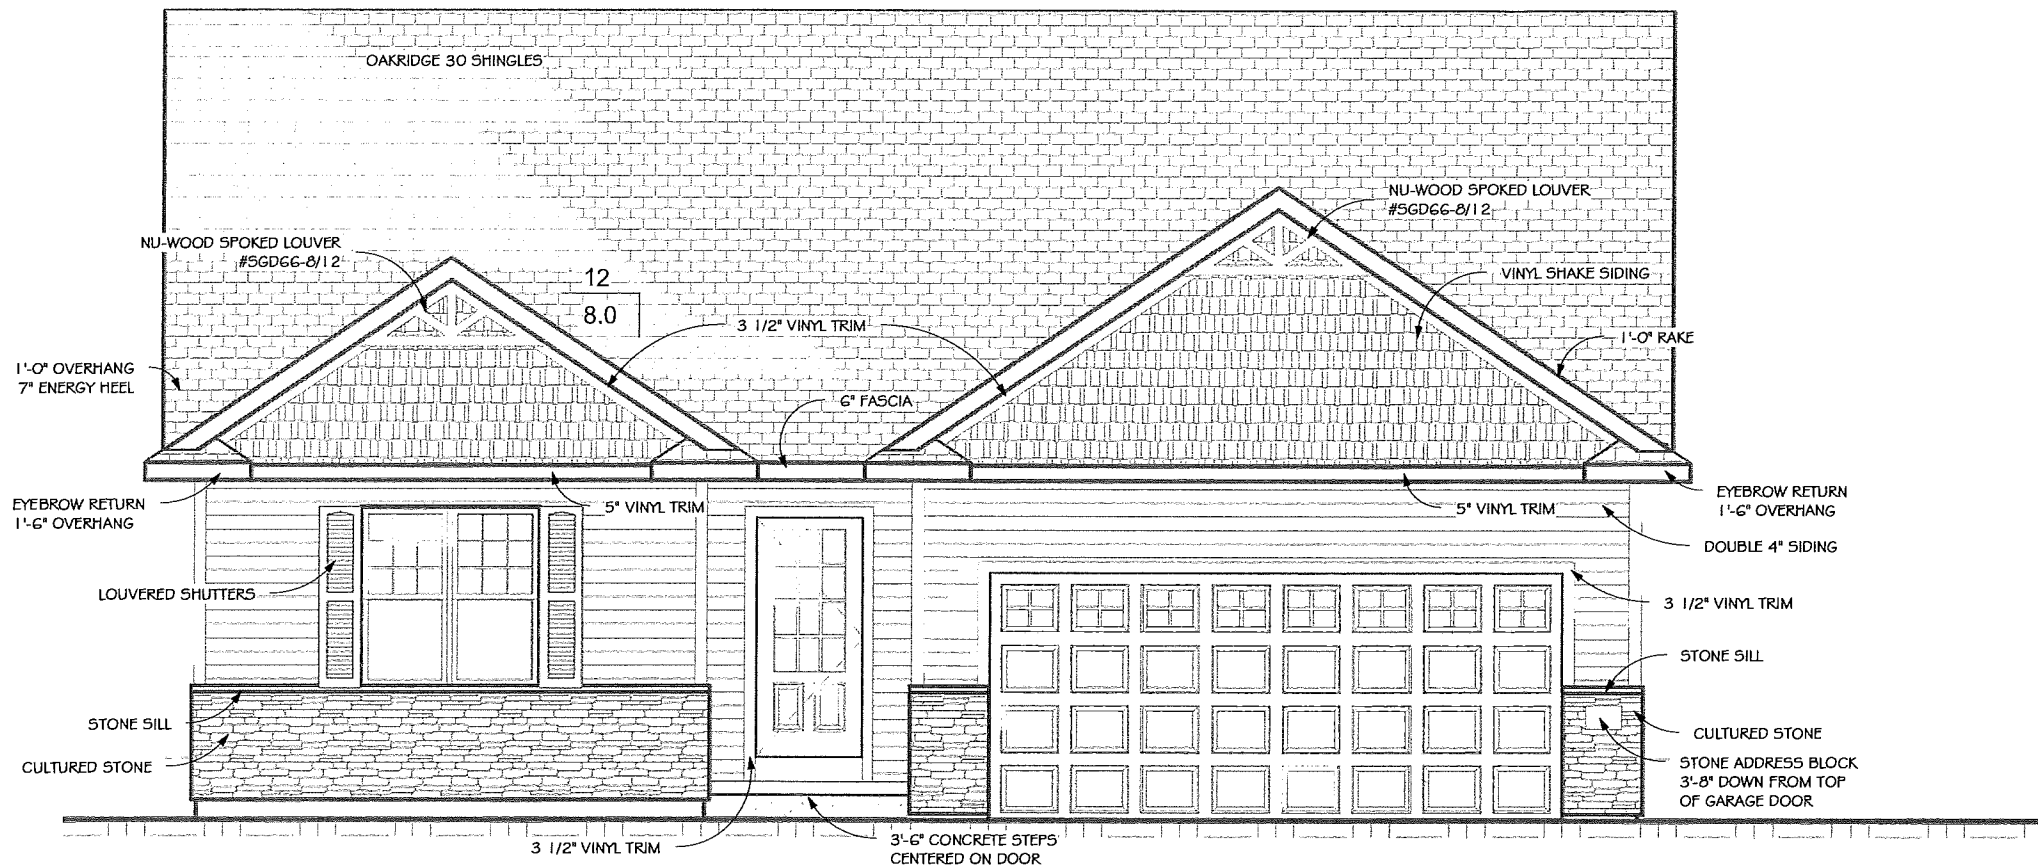 OAKRIDGE 30 SHINGLES
NU-WOOD SPOKED LOUVER
#SGD66-8/12
NU-WOOD SPOKED LOUVER
#SGD66-8/12
12
8.0
VINYL SHAKE SIDING
3 1/2" VINYL TRIM
1'-0" RAKE
1'-0" OVERHANG
7" ENERGY HEEL
6" FASCIA
EYEBROW RETURN
1'-6" OVERHANG
5" VINYL TRIM
5" VINYL TRIM
EYEBROW RETURN
1'-6" OVERHANG
DOUBLE 4" SIDING
LOUVERED SHUTTERS
3 1/2" VINYL TRIM
STONE SILL
STONE SILL
CULTURED STONE
CULTURED STONE
STONE ADDRESS BLOCK
3'-8" DOWN FROM TOP
OF GARAGE DOOR
3 1/2" VINYL TRIM
3'-6" CONCRETE STEPS
CENTERED ON DOOR